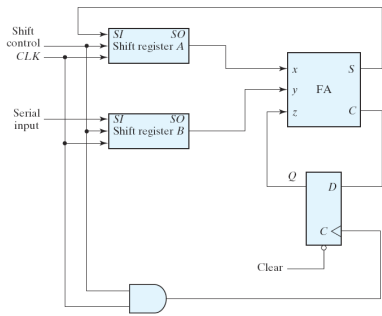 Shift
control
CLK
SI SO
Shift register A
Serial
input
SI SO
Shift register B
x S
y FA
z C
Q
D
C
Clear